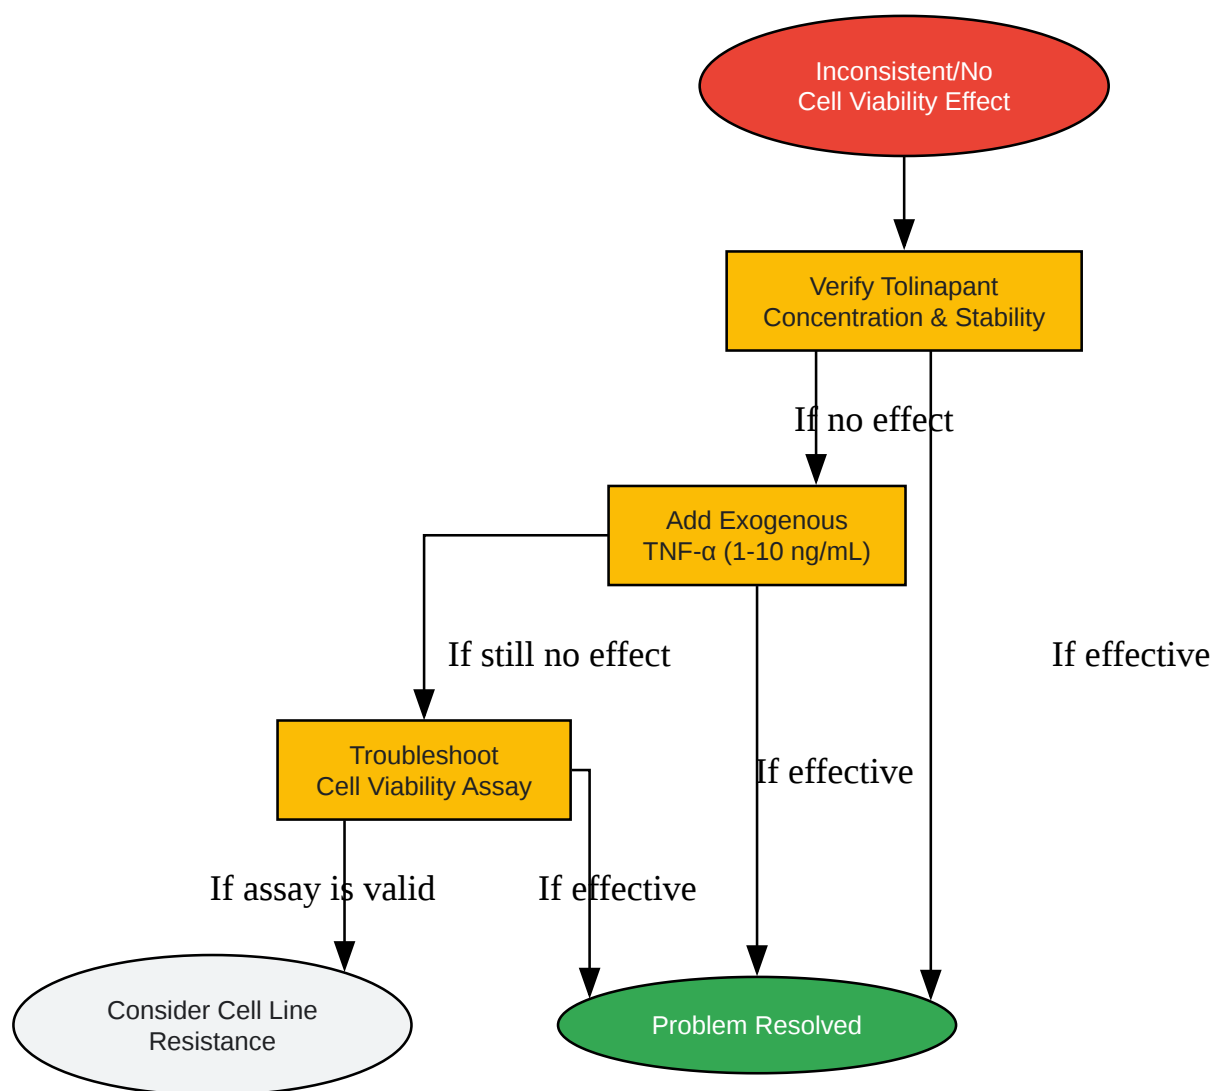 Inconsistent/No
Cell Viability Effect
Verify Tolinapant
Concentration & Stability
If no effect
Add Exogenous
TNF-α (1-10 ng/mL)
If still no effect
If effective
Troubleshoot
Cell Viability Assay
If effective
If assay is valid
If effective
Consider Cell Line
Resistance
Problem Resolved